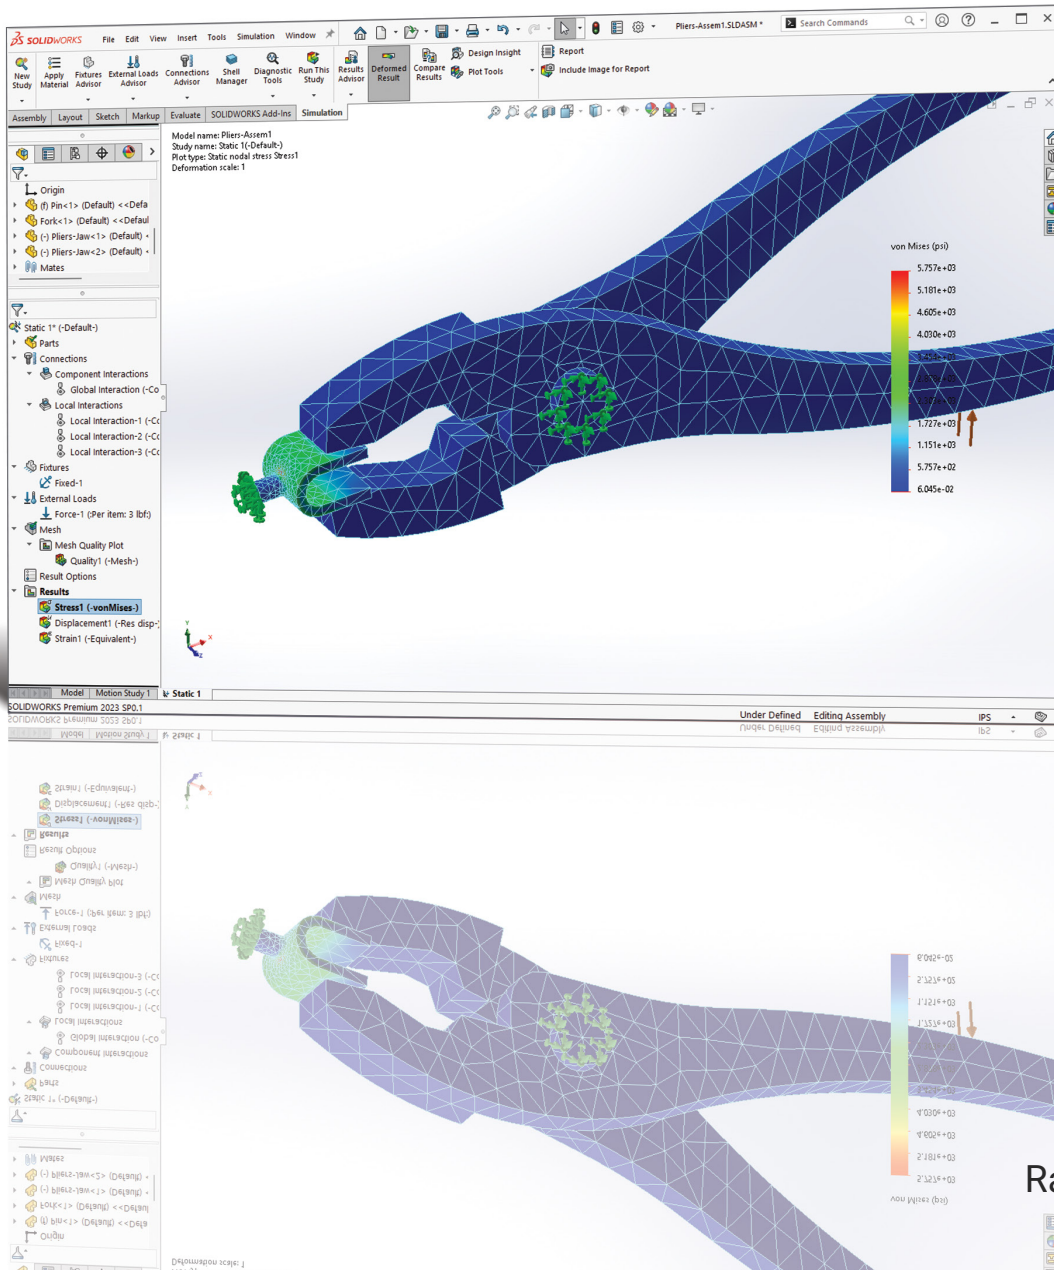 SOLIDWORKS
File Edit View Insert Tools Simulation Window
Pliers-Assem1.SLDASM *
Search Commands
New Study
Apply Material
Fixtures Advisor
External Loads Advisor
Connections Advisor
Shell Manager
Diagnostic Tools
Run This Study
Results Advisor
Deformed Result
Compare Results
Design Insight
Plot Tools
Report
Include Image for Report
Assembly Layout Sketch Markup Evaluate SOLIDWORKS Add-Ins Simulation
Model name: Pliers-Assem1
Study name: Static 1(-Default-)
Plot type: Static nodal stress Stress1
Deformation scale: 1
Origin
(f) Pin<1> (Default) <<Defa
Fork<1> (Default) <<Defaul
(-) Pliers-Jaw<1> (Default) <
(-) Pliers-Jaw<2> (Default) <
Mates
Static 1* (-Default-)
Parts
Connections
Component Interactions
Global Interaction (-Co
Local Interactions
Local Interaction-1 (-Cc
Local Interaction-2 (-Cc
Local Interaction-3 (-Cc
Fixtures
Fixed-1
External Loads
Force-1 (:Per item: 3 lbf:)
Mesh
Mesh Quality Plot
Quality1 (-Mesh-)
Result Options
Results
Stress1 (-vonMises-)
Displacement1 (-Res disp-
Strain1 (-Equivalent-)
von Mises (psi)
5.757e+03
5.181e+03
4.605e+03
4.030e+03
1.727e+03
1.151e+03
5.757e+02
6.045e-02
Y
X
Z
Model Motion Study 1 Static 1
SOLIDWORKS Premium 2023 SP0.1
Under Defined Editing Assembly IPS
Ra